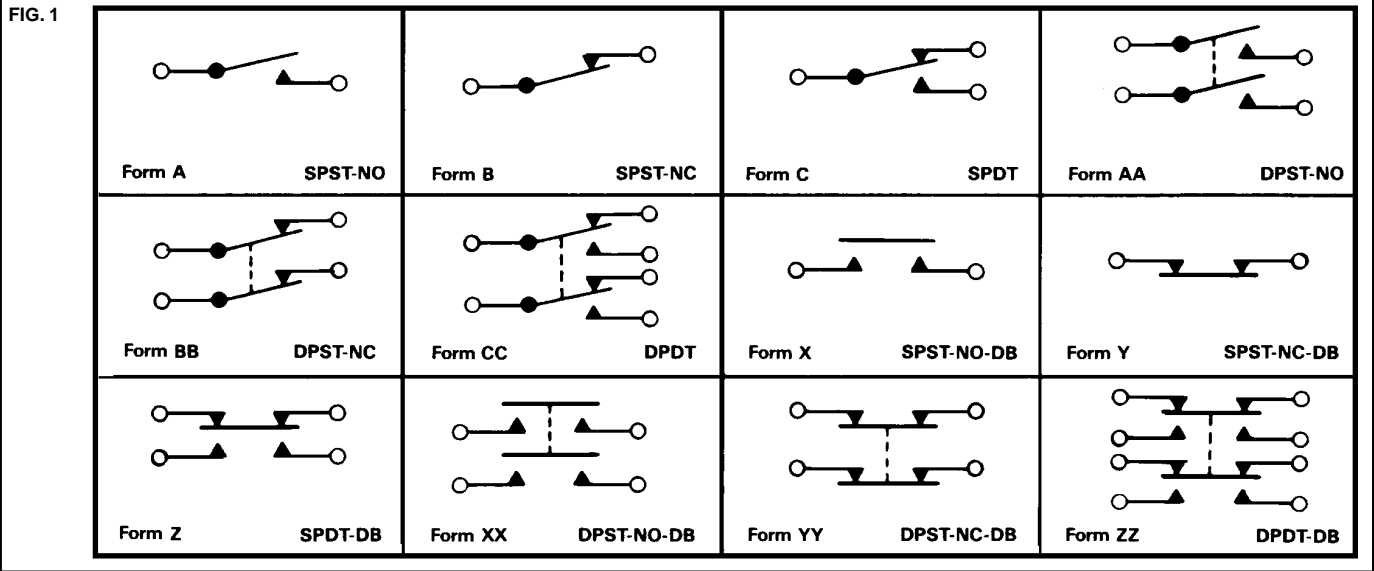 FIG. 1
Form A SPST-NO
Form B SPST-NC
Form C SPDT
Form AA DPST-NO
Form BB DPST-NC
Form CC DPDT
Form X SPST-NO-DB
Form Y SPST-NC-DB
Form Z SPDT-DB
Form XX DPST-NO-DB
Form YY DPST-NC-DB
Form ZZ DPDT-DB